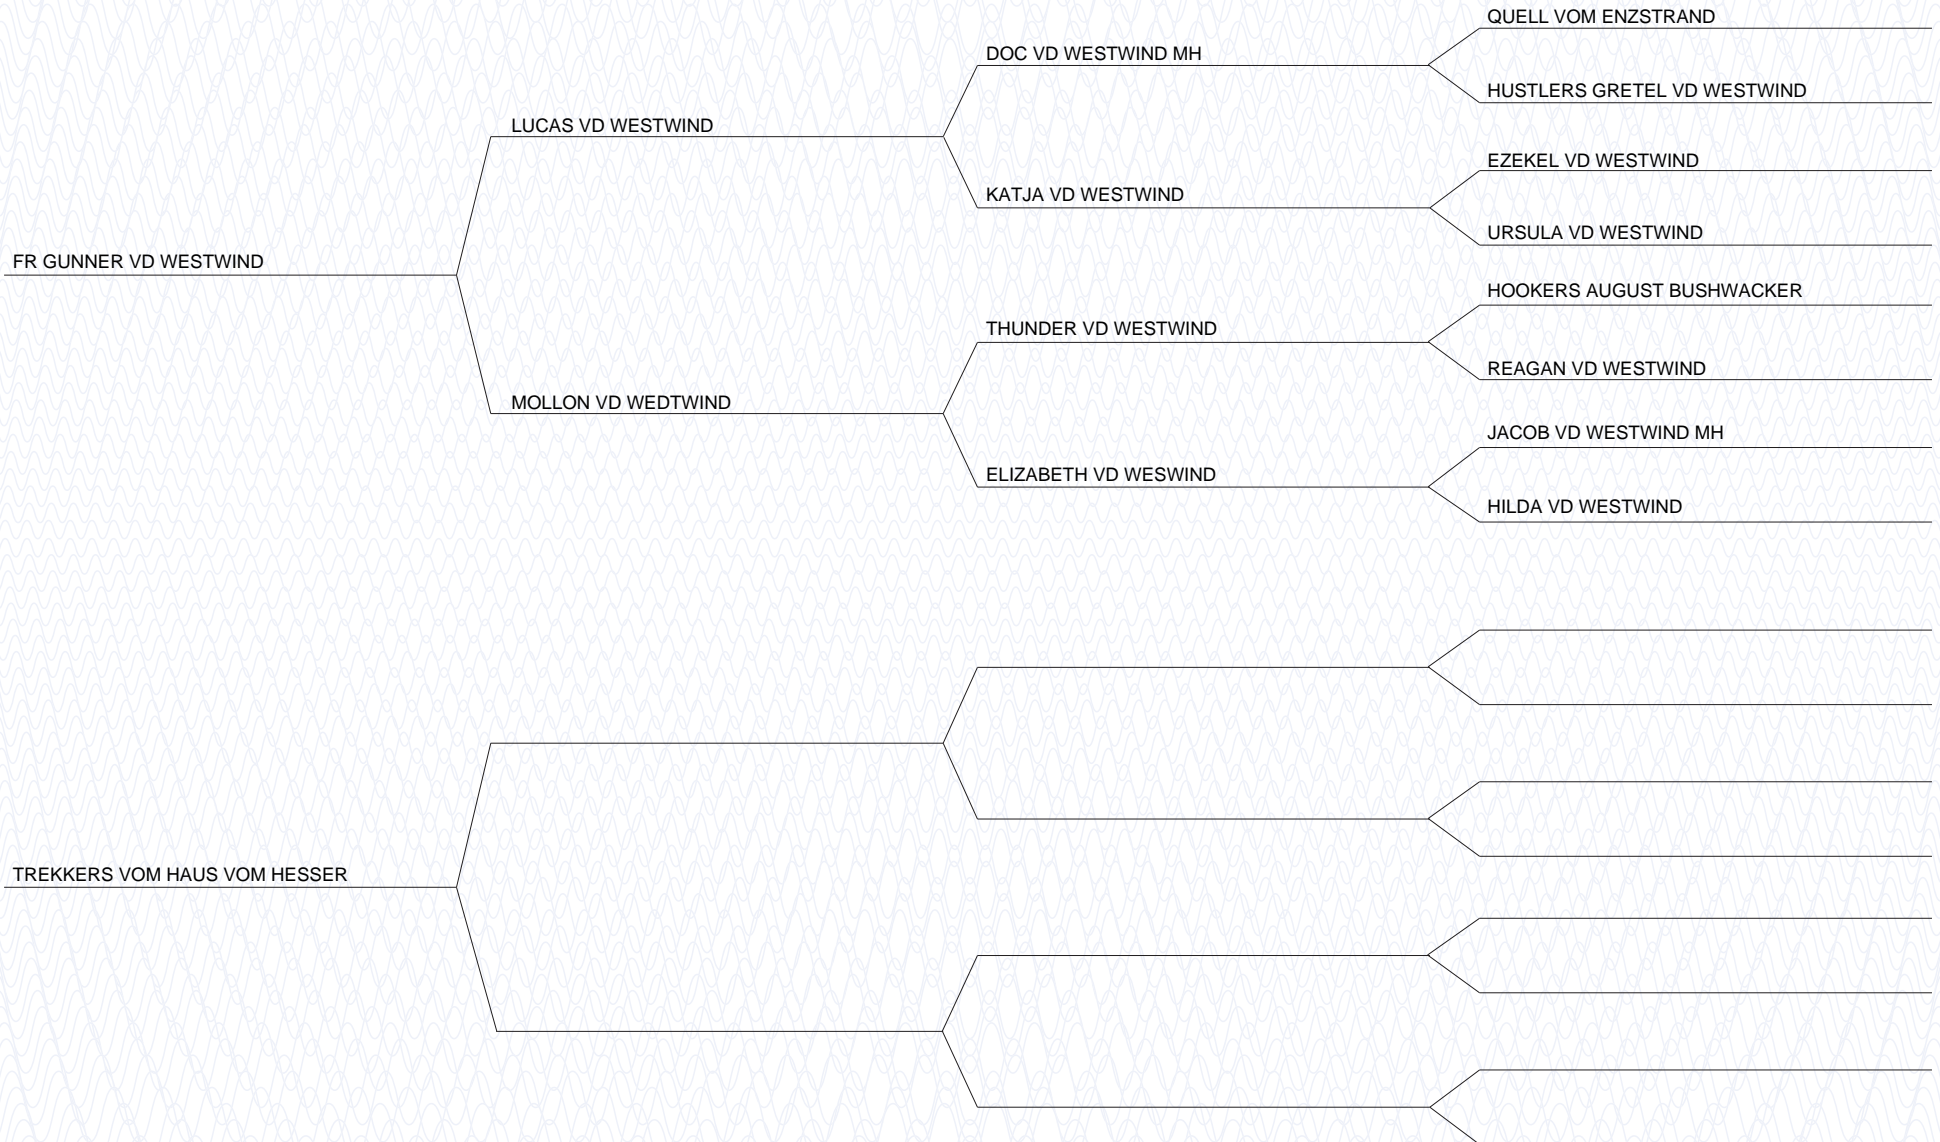 QUELL VOM ENZSTRAND
DOC VD WESTWIND MH
HUSTLERS GRETEL VD WESTWIND
LUCAS VD WESTWIND
EZEKEL VD WESTWIND
KATJA VD WESTWIND
URSULA VD WESTWIND
FR GUNNER VD WESTWIND
HOOKERS AUGUST BUSHWACKER
THUNDER VD WESTWIND
REAGAN VD WESTWIND
MOLLON VD WEDTWIND
JACOB VD WESTWIND MH
ELIZABETH VD WESWIND
HILDA VD WESTWIND
TREKKERS VOM HAUS VOM HESSER